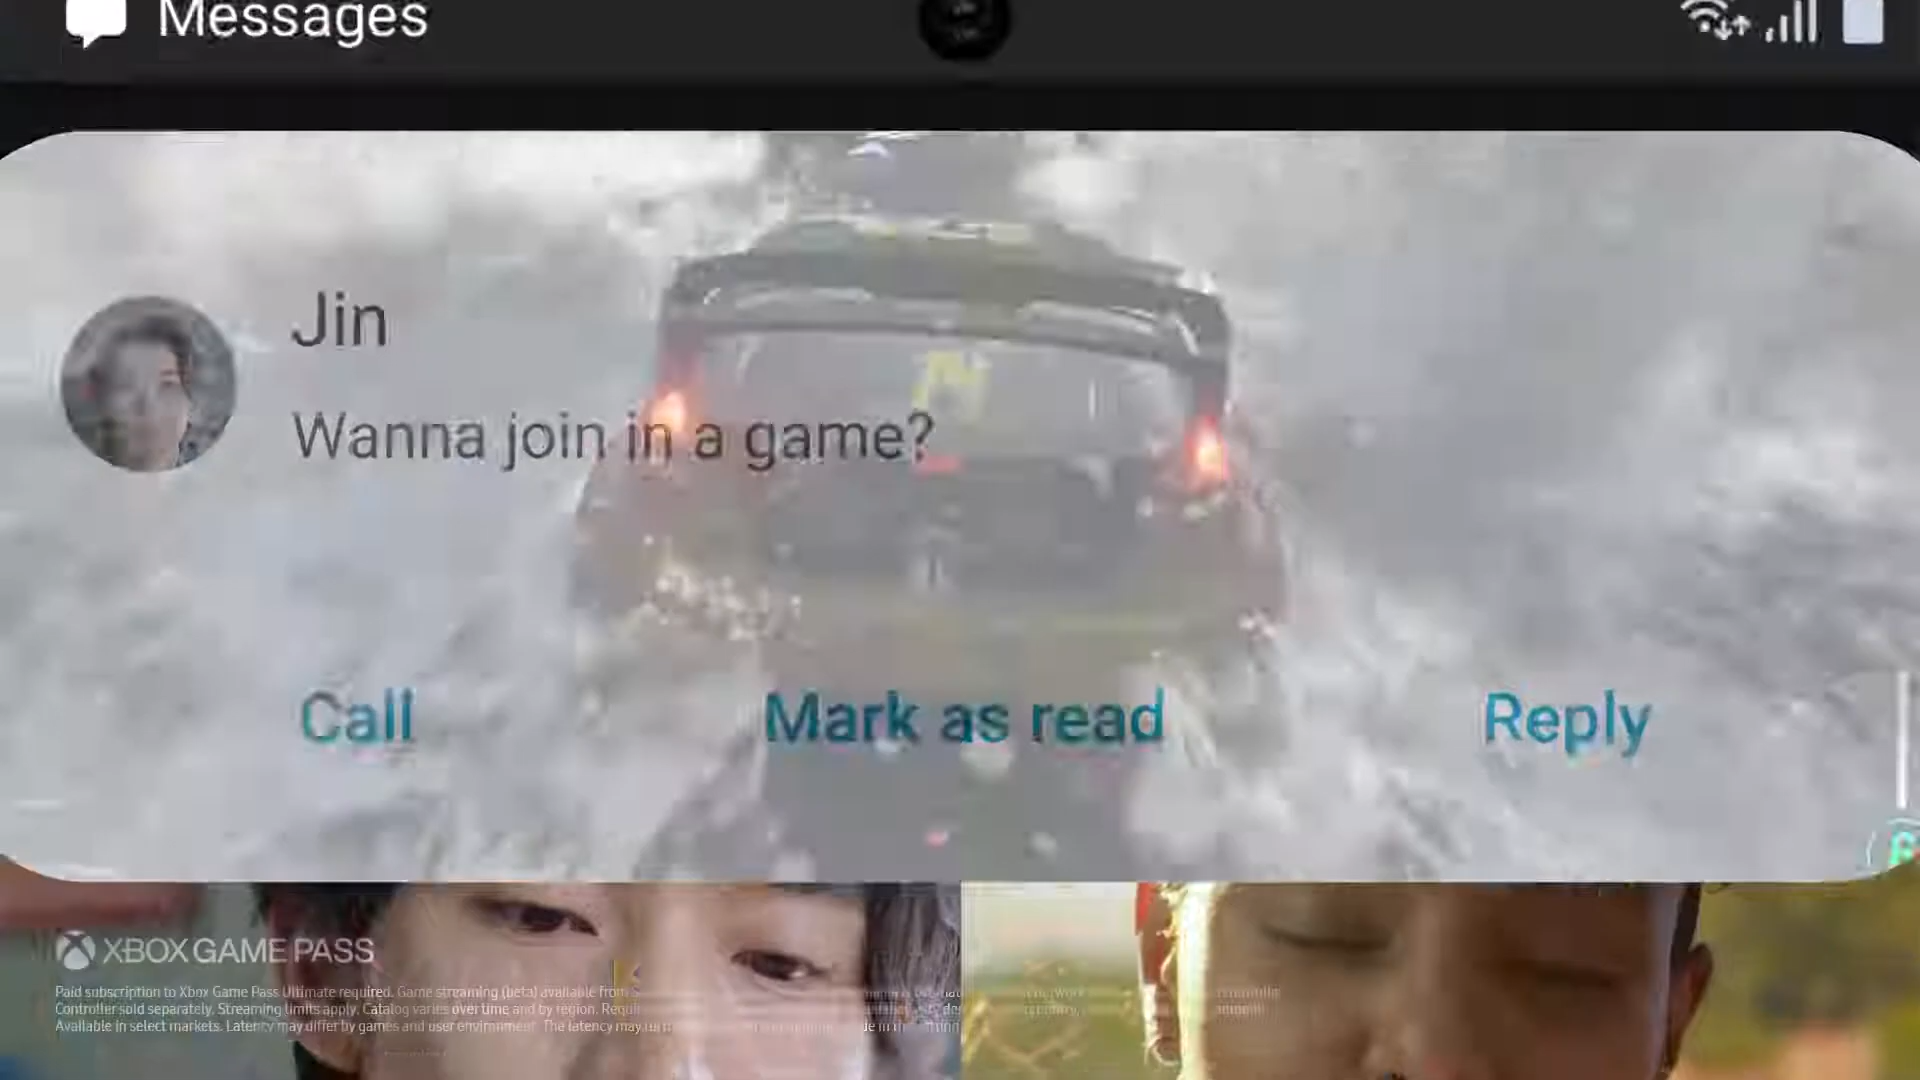 Messages
Jin
Wanna join in a game?
Call Mark as read Reply
XBOX GAME PASS
Paid subscription to Xbox Game Pass Ultimate required. Game streaming (beta) available from
Controller sold separately. Streaming limits apply. Catalog varies over time and by region.
Available in select markets. Latency may differ by games and user environment. The latency may